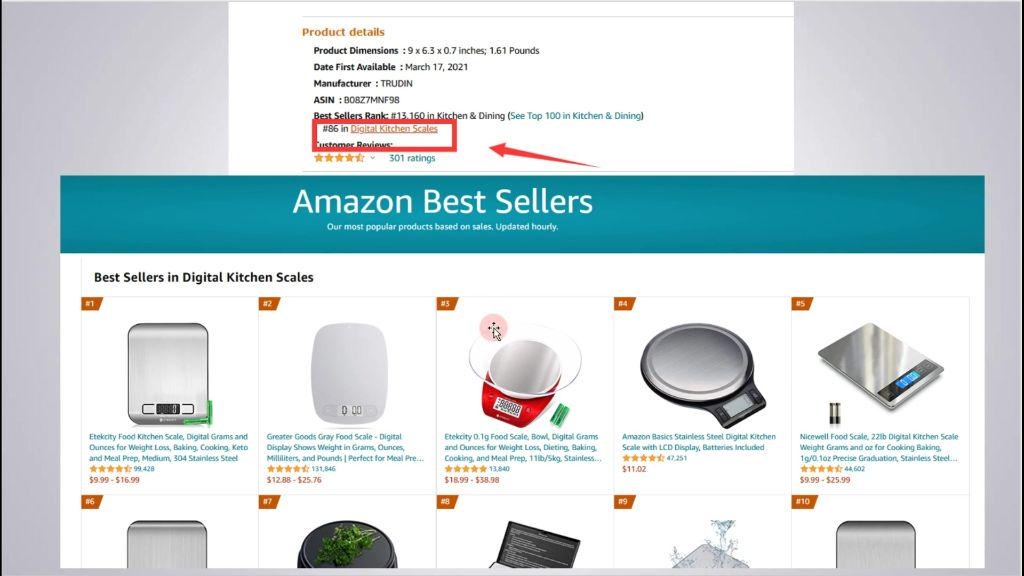 Product details
Product Dimensions : 9 x 6.3 x 0.7 inches; 1.61 Pounds
Date First Available : March 17, 2021
Manufacturer : TRUDIN
ASIN : B08Z7MNF98
Best Sellers Rank: #13,160 in Kitchen & Dining (See Top 100 in Kitchen & Dining)
#86 in Digital Kitchen Scales
Customer Reviews:
301 ratings
Amazon Best Sellers
Our most popular products based on sales. Updated hourly.
Best Sellers in Digital Kitchen Scales
#1
Etekcity Food Kitchen Scale, Digital Grams and
Ounces for Weight Loss, Baking, Cooking, Keto
and Meal Prep, Medium, 304 Stainless Steel
99,428
$9.99 - $16.99
#2
Greater Goods Gray Food Scale - Digital
Display Shows Weight in Grams, Ounces,
Milliliters, and Pounds | Perfect for Meal Pre...
131,846
$12.88 - $25.76
#3
Etekcity 0.1g Food Scale, Bowl, Digital Grams
and Ounces for Weight Loss, Dieting, Baking,
Cooking, and Meal Prep, 11lb/5kg, Stainless...
13,840
$18.99 - $38.98
#4
Amazon Basics Stainless Steel Digital Kitchen
Scale with LCD Display, Batteries Included
47,251
$11.02
#5
Nicewell Food Scale, 22lb Digital Kitchen Scale
Weight Grams and oz for Cooking Baking,
1g/0.1oz Precise Graduation, Stainless Steel...
44,602
$9.99 - $25.99
#6
#7
#8
#9
#10